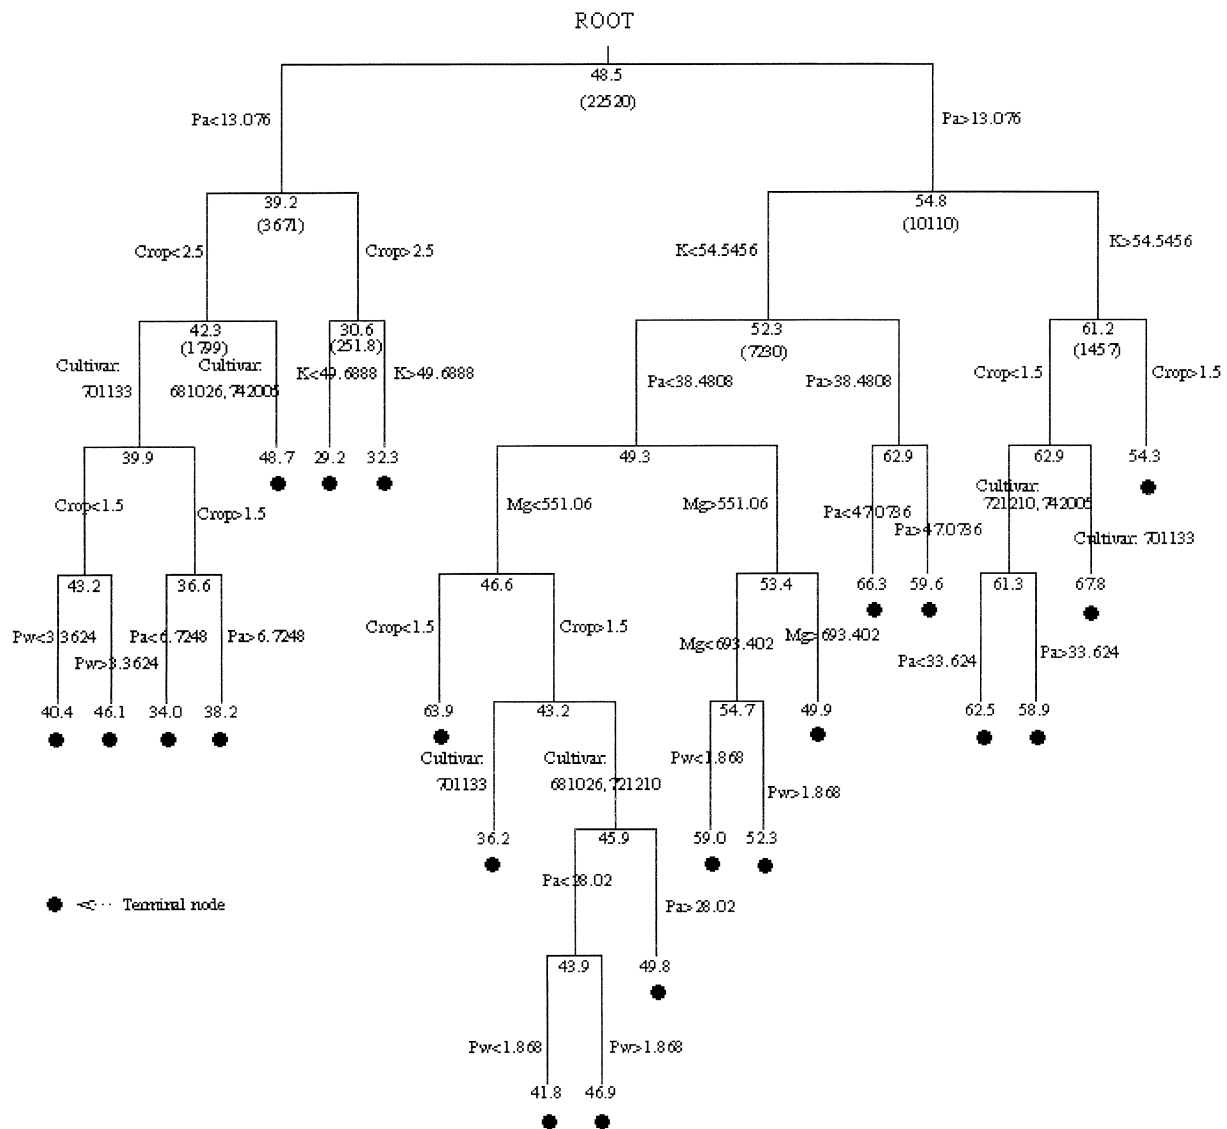 ROOT
48.5
(22520)
Pa<13.076
Pa>13.076
39.2
(3671)
54.8
(10110)
Crop<2.5
Crop>2.5
K<54.5456
K>54.5456
42.3
(1799)
30.6
(251.8)
52.3
(7230)
61.2
(1457)
Cultivar:
701133
Cultivar:
681026,742005
K<49.6888
K>49.6888
Pa<38.4808
Pa>38.4808
Crop<1.5
Crop>1.5
39.9
48.7
29.2
32.3
49.3
62.9
62.9
54.3
Crop<1.5
Crop>1.5
Mg<551.06
Mg>551.06
Pa<47.0736
Pa>47.0736
Cultivar:
721210,742005
Cultivar: 701133
43.2
36.6
46.6
53.4
66.3
59.6
61.3
67.8
Pw<3.3624
Pw>3.3624
Pa<6.7248
Pa>6.7248
Crop<1.5
Crop>1.5
Mg<693.402
Mg>693.402
Pa<33.624
Pa>33.624
40.4
46.1
34.0
38.2
63.9
43.2
54.7
49.9
62.5
58.9
Cultivar:
701133
Cultivar:
681026,721210
Pw<1.868
Pw>1.868
36.2
45.9
59.0
52.3
Pa<28.02
Pa>28.02
Terminal node
43.9
49.8
Pw<1.868
Pw>1.868
41.8
46.9